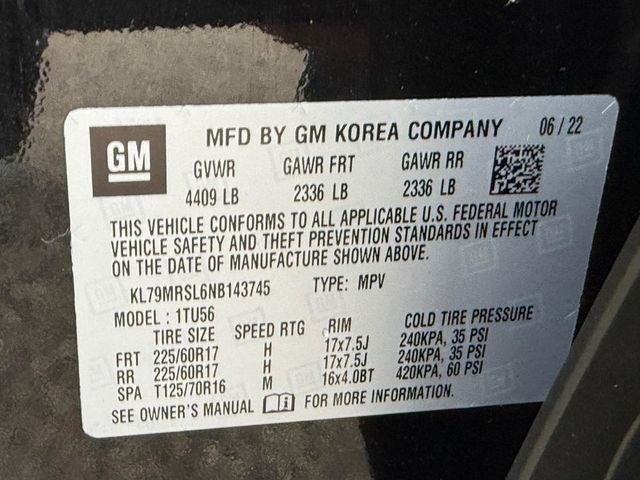 GM
MFD BY GM KOREA COMPANY 06 / 22
GVWR GAWR FRT GAWR RR
4409 LB 2336 LB 2336 LB
THIS VEHICLE CONFORMS TO ALL APPLICABLE U.S. FEDERAL MOTOR
VEHICLE SAFETY AND THEFT PREVENTION STANDARDS IN EFFECT
ON THE DATE OF MANUFACTURE SHOWN ABOVE.
KL79MRSL6NB143745 TYPE: MPV
MODEL : 1TU56
TIRE SIZE SPEED RTG RIM COLD TIRE PRESSURE
FRT 225/60R17 H 17x7.5J 240KPA, 35 PSI
RR 225/60R17 H 17x7.5J 240KPA, 35 PSI
SPA T125/70R16 M 16x4.0BT 420KPA, 60 PSI
SEE OWNER'S MANUAL FOR MORE INFORMATION.